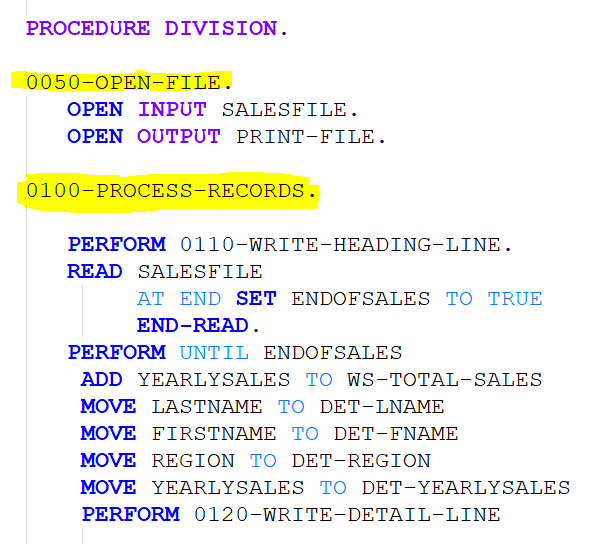 PROCEDURE DIVISION.
0050-OPEN-FILE.
OPEN INPUT SALESFILE.
OPEN OUTPUT PRINT-FILE.
0100-PROCESS-RECORDS.
PERFORM 0110-WRITE-HEADING-LINE.
READ SALESFILE
AT END SET ENDOFSALES TO TRUE
END-READ.
PERFORM UNTIL ENDOFSALES
ADD YEARLYSALES TO WS-TOTAL-SALES
MOVE LASTNAME TO DET-LNAME
MOVE FIRSTNAME TO DET-FNAME
MOVE REGION TO DET-REGION
MOVE YEARLYSALES TO DET-YEARLYSALES
PERFORM 0120-WRITE-DETAIL-LINE